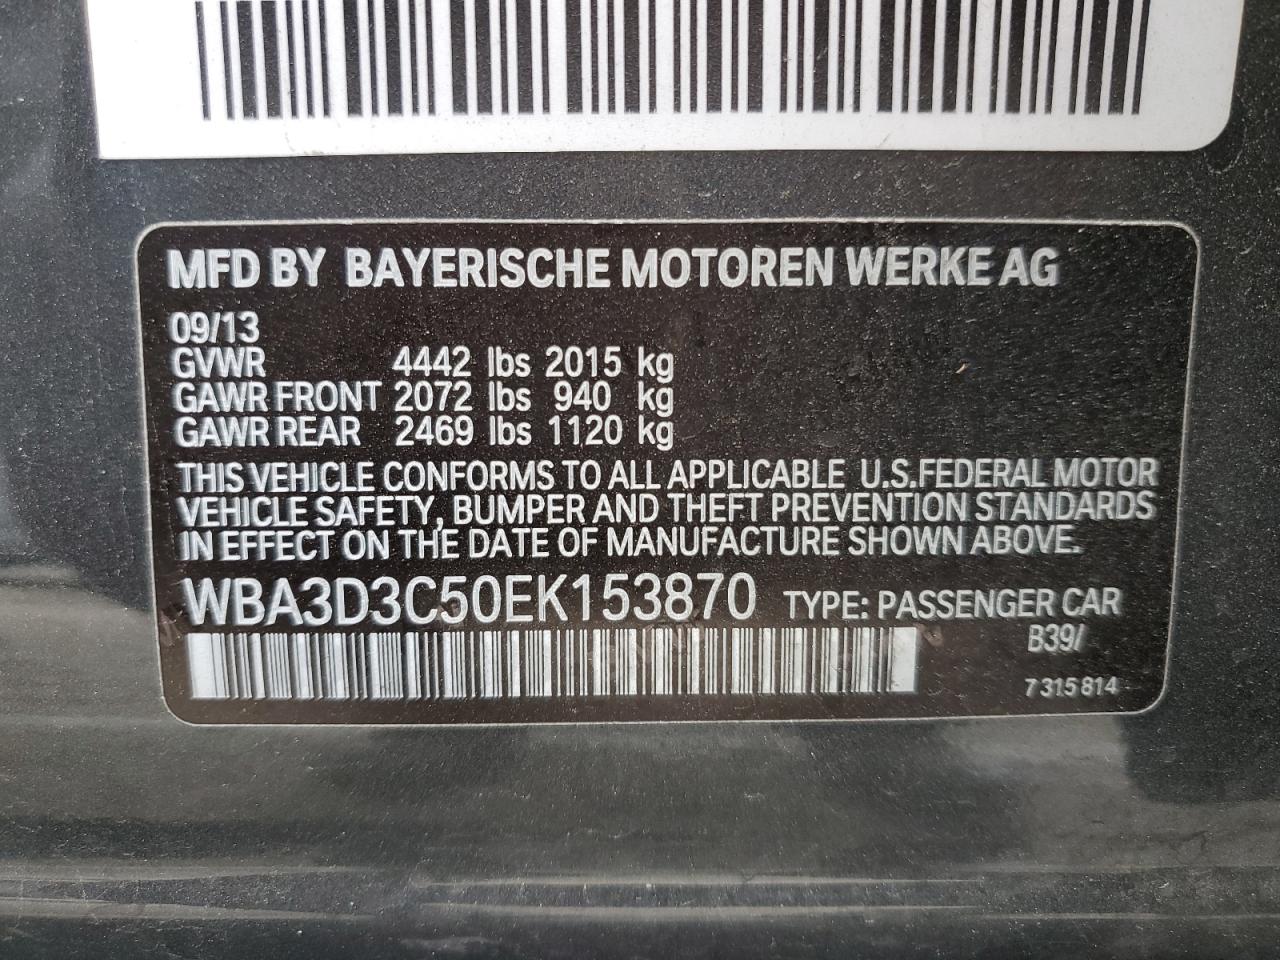 MFD BY BAYERISCHE MOTOREN WERKE AG
09/13
GVWR 4442 lbs 2015 kg
GAWR FRONT 2072 lbs 940 kg
GAWR REAR 2469 lbs 1120 kg
THIS VEHICLE CONFORMS TO ALL APPLICABLE U.S.FEDERAL MOTOR
VEHICLE SAFETY, BUMPER AND THEFT PREVENTION STANDARDS
IN EFFECT ON THE DATE OF MANUFACTURE SHOWN ABOVE.
WBA3D3C50EK153870 TYPE: PASSENGER CAR
B39/
7 315 814